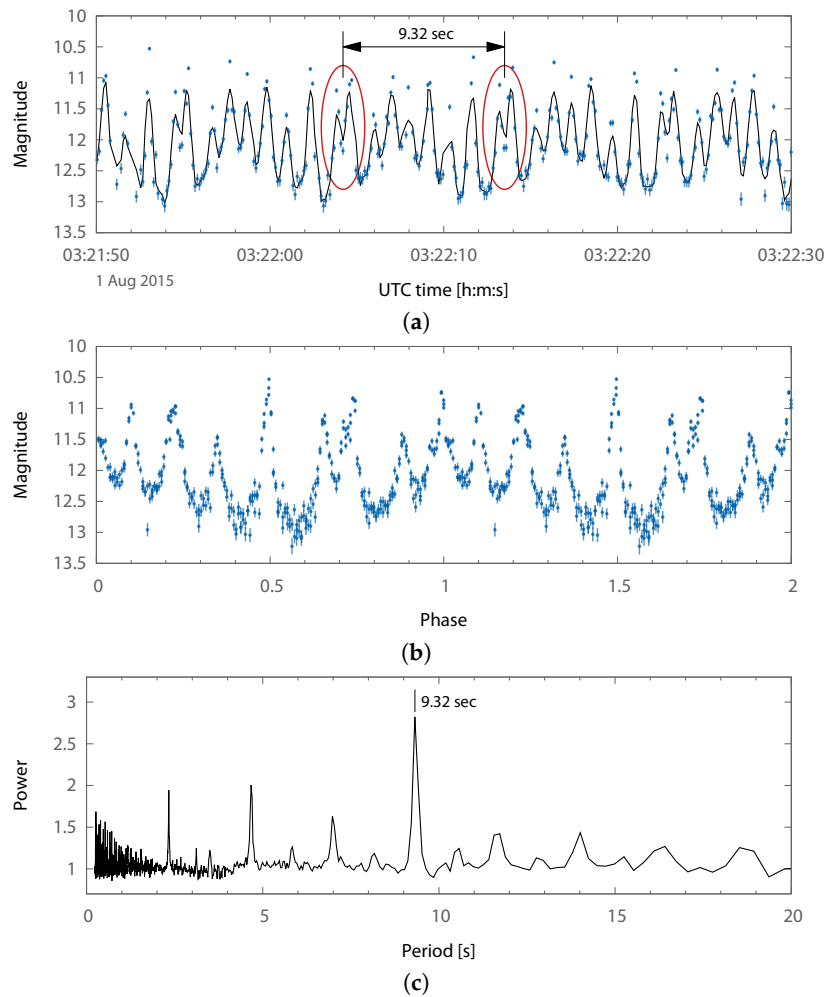 9.32 sec
10
10.5
11
11.5
12
12.5
13
13.5
Magnitude
03:21:50 03:22:00 03:22:10 03:22:20 03:22:30
1 Aug 2015
UTC time [h:m:s]
(a)
10
10.5
11
11.5
12
12.5
13
13.5
Magnitude
0 0.5 1 1.5 2
Phase
(b)
9.32 sec
3
2.5
2
1.5
1
Power
0 5 10 15 20
Period [s]
(c)